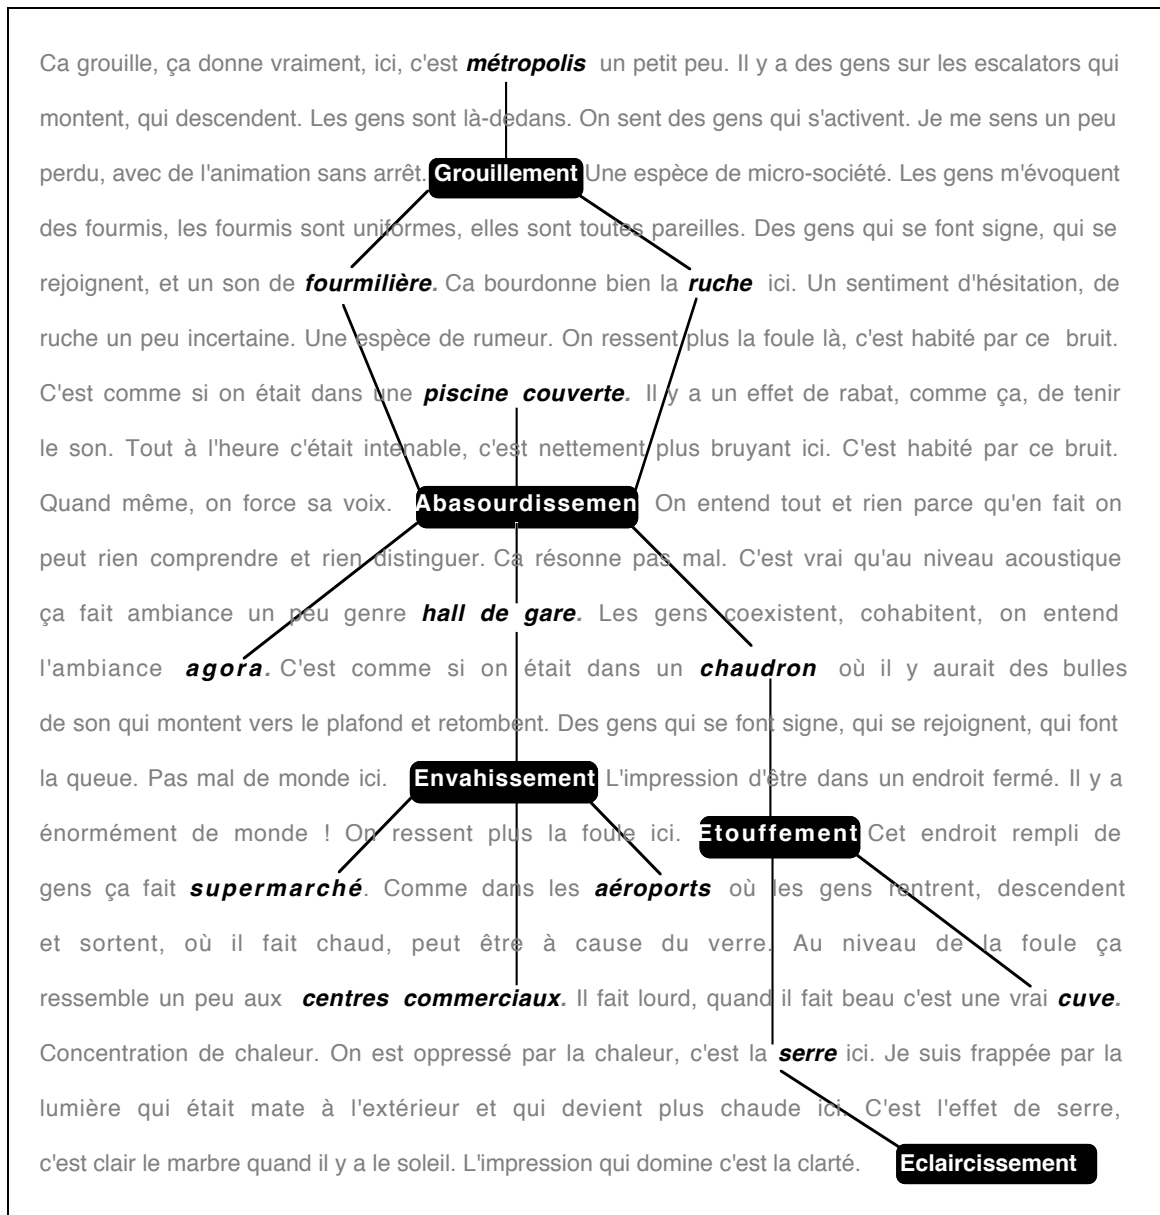 Ca grouille, ça donne vraiment, ici, c'est métropolis un petit peu. Il y a des gens sur les escalators qui
montent, qui descendent. Les gens sont là-dedans. On sent des gens qui s'activent. Je me sens un peu
perdu, avec de l'animation sans arrêt. Grouillement Une espèce de micro-société. Les gens m'évoquent
des fourmis, les fourmis sont uniformes, elles sont toutes pareilles. Des gens qui se font signe, qui se
rejoignent, et un son de fourmilière. Ca bourdonne bien la ruche ici. Un sentiment d'hésitation, de
ruche un peu incertaine. Une espèce de rumeur. On ressent plus la foule là, c'est habité par ce bruit.
C'est comme si on était dans une piscine couverte. Il y a un effet de rabat, comme ça, de tenir
le son. Tout à l'heure c'était intenable, c'est nettement plus bruyant ici. C'est habité par ce bruit.
Quand même, on force sa voix. Abasourdissemen On entend tout et rien parce qu'en fait on
peut rien comprendre et rien distinguer. Ca résonne pas mal. C'est vrai qu'au niveau acoustique
ça fait ambiance un peu genre hall de gare. Les gens coexistent, cohabitent, on entend
l'ambiance agora. C'est comme si on était dans un chaudron où il y aurait des bulles
de son qui montent vers le plafond et retombent. Des gens qui se font signe, qui se rejoignent, qui font
la queue. Pas mal de monde ici. Envahissement L'impression d'être dans un endroit fermé. Il y a
énormément de monde ! On ressent plus la foule ici. Etouffement Cet endroit rempli de
gens ça fait supermarché. Comme dans les aéroports où les gens rentrent, descendent
et sortent, où il fait chaud, peut être à cause du verre. Au niveau de la foule ça
ressemble un peu aux centres commerciaux. Il fait lourd, quand il fait beau c'est une vrai cuve.
Concentration de chaleur. On est oppressé par la chaleur, c'est la serre ici. Je suis frappée par la
lumière qui était mate à l'extérieur et qui devient plus chaude ici. C'est l'effet de serre,
c'est clair le marbre quand il y a le soleil. L'impression qui domine c'est la clarté. Eclaircissement